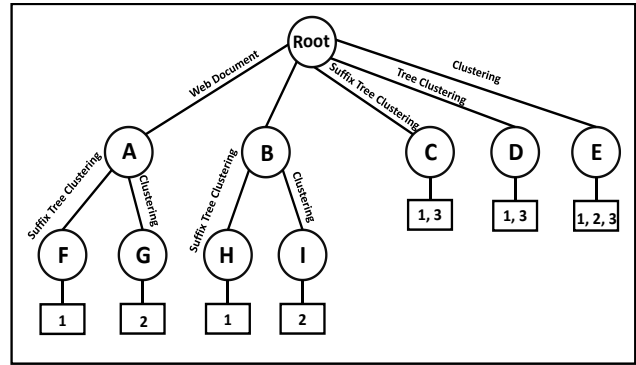 Root
Web Document
Suffix Tree Clustering
Tree Clustering
Clustering
A
B
C
D
E
Suffix Tree Clustering
Clustering
Suffix Tree Clustering
Clustering
1, 3
1, 3
1, 2, 3
F
G
H
I
1
2
1
2